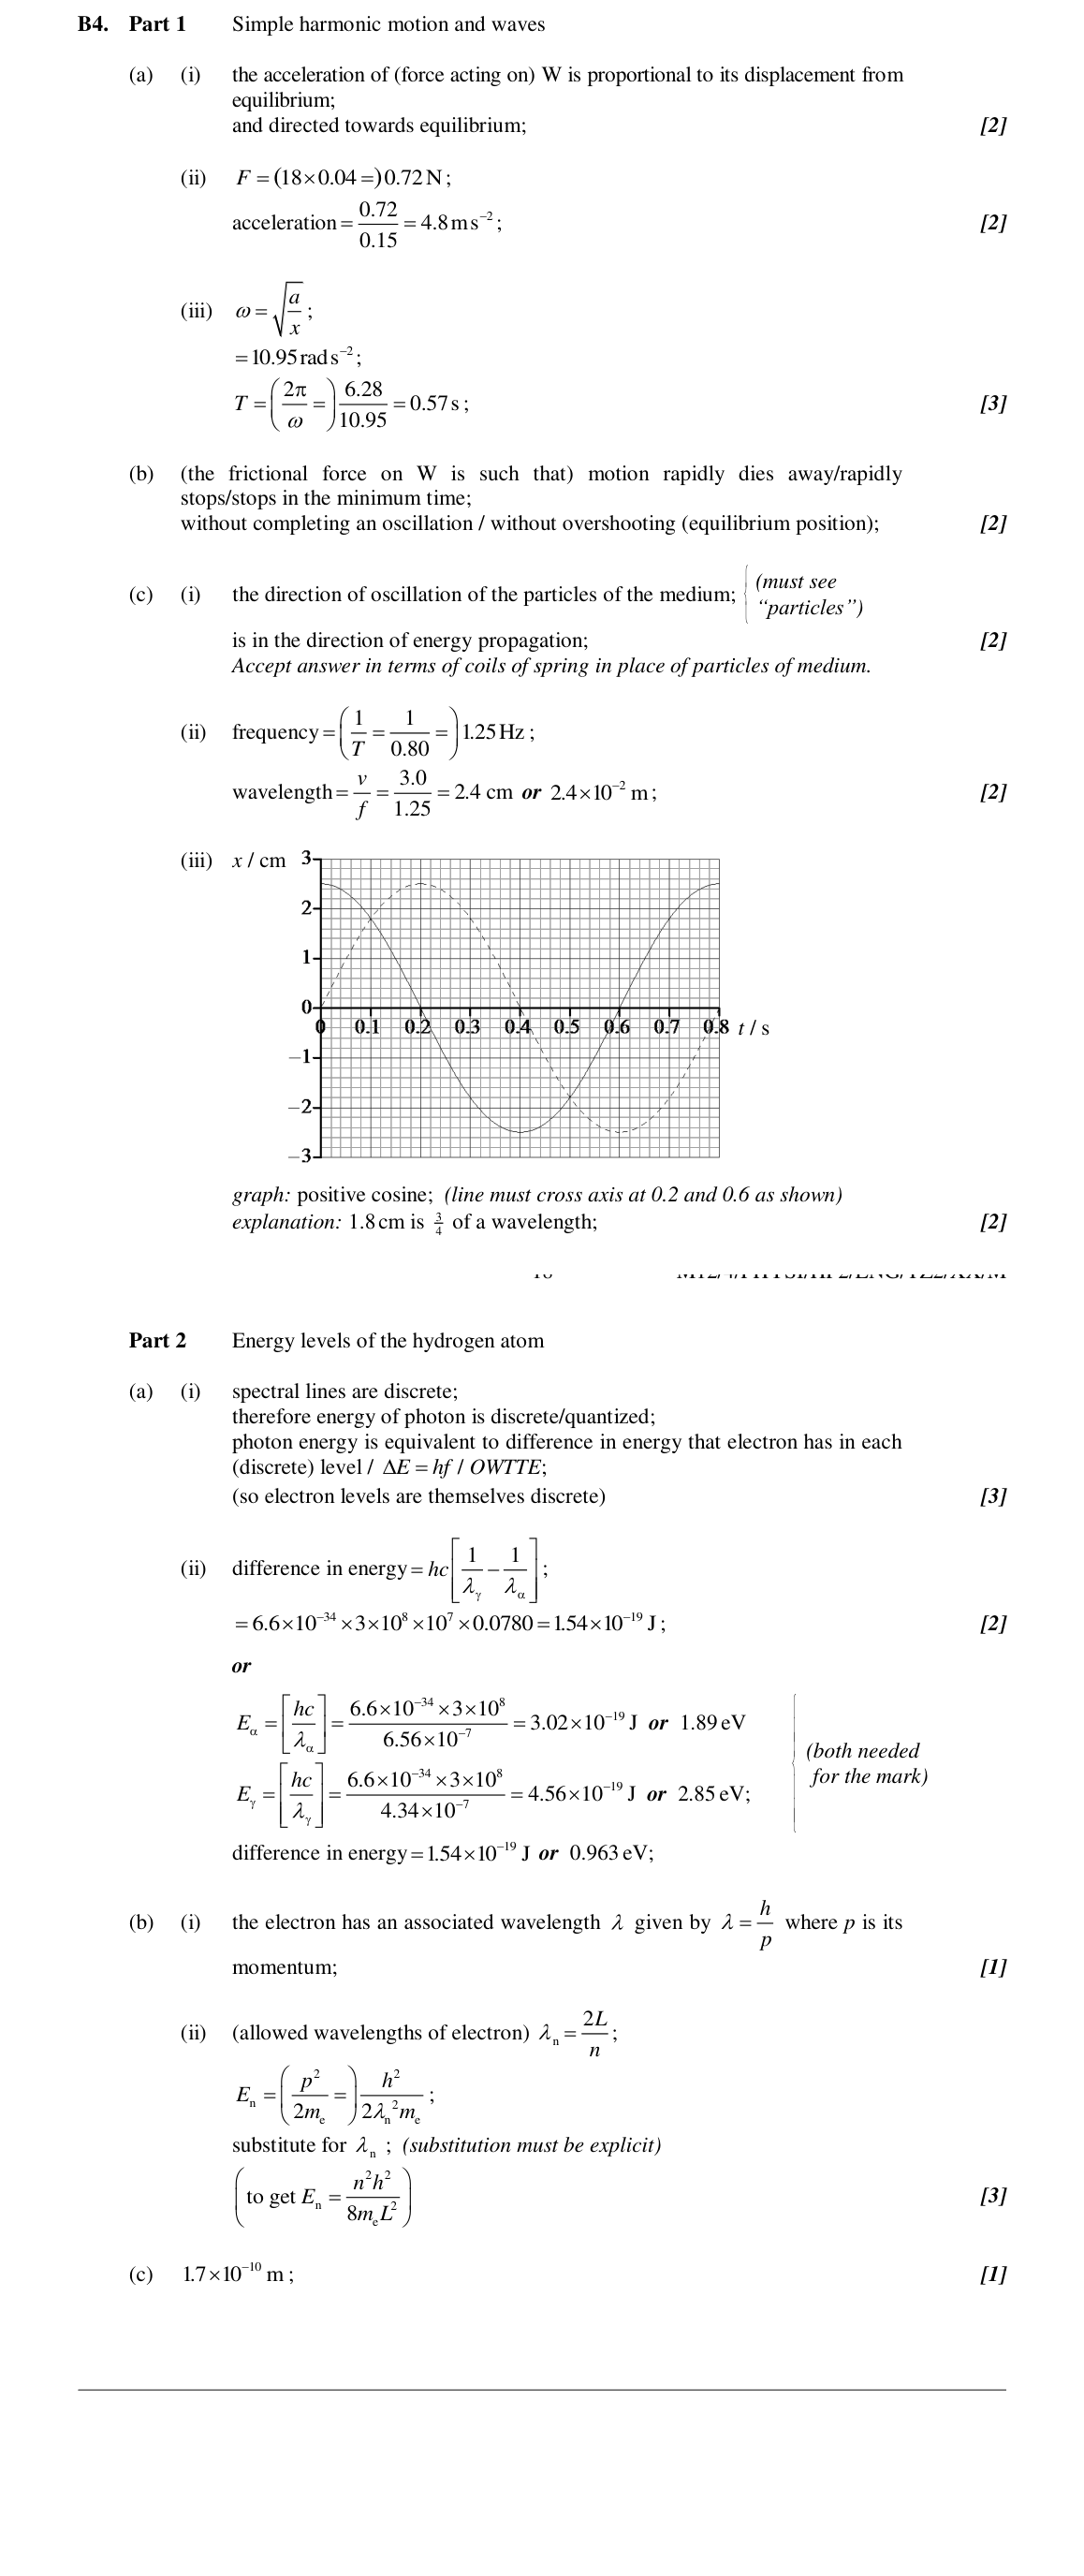 B4. Part 1 Simple harmonic motion and waves
(a) (i) the acceleration of (force acting on) W is proportional to its displacement from
equilibrium;
and directed towards equilibrium; [2]
(ii) F = (18×0.04 =) 0.72 N ;
acceleration = 0.72/0.15 = 4.8 m s⁻² ; [2]
(iii) ω = √(a/x) ;
= 10.95 rad s⁻² ;
T = (2π/ω =) 6.28/10.95 = 0.57 s ; [3]
(b) (the frictional force on W is such that) motion rapidly dies away/rapidly
stops/stops in the minimum time;
without completing an oscillation / without overshooting (equilibrium position); [2]
(c) (i) the direction of oscillation of the particles of the medium; { (must see
“particles”)
is in the direction of energy propagation; [2]
Accept answer in terms of coils of spring in place of particles of medium.
(ii) frequency = (1/T = 1/0.80 =) 1.25 Hz ;
wavelength = v/f = 3.0/1.25 = 2.4 cm or 2.4×10⁻² m ; [2]
(iii) x / cm 3
2
1
0
0 0.1 0.2 0.3 0.4 0.5 0.6 0.7 0.8 t / s
−1
−2
−3
graph: positive cosine; (line must cross axis at 0.2 and 0.6 as shown)
explanation: 1.8 cm is 3/4 of a wavelength; [2]
Part 2 Energy levels of the hydrogen atom
(a) (i) spectral lines are discrete;
therefore energy of photon is discrete/quantized;
photon energy is equivalent to difference in energy that electron has in each
(discrete) level / ΔE = hf / OWTTE;
(so electron levels are themselves discrete) [3]
(ii) difference in energy = hc[1/λγ − 1/λα] ;
= 6.6×10⁻³⁴ ×3×10⁸ ×10⁷ ×0.0780 = 1.54×10⁻¹⁹ J ; [2]
or
Eα = [hc/λα] = 6.6×10⁻³⁴ ×3×10⁸/6.56×10⁻⁷ = 3.02×10⁻¹⁹ J or 1.89 eV
(both needed
for the mark)
Eγ = [hc/λγ] = 6.6×10⁻³⁴ ×3×10⁸/4.34×10⁻⁷ = 4.56×10⁻¹⁹ J or 2.85 eV;
difference in energy = 1.54×10⁻¹⁹ J or 0.963 eV;
(b) (i) the electron has an associated wavelength λ given by λ = h/p where p is its
momentum; [1]
(ii) (allowed wavelengths of electron) λₙ = 2L/n ;
Eₙ = (p²/2mₑ =) h²/2λₙ²mₑ ;
substitute for λₙ ; (substitution must be explicit)
(to get Eₙ = n²h²/8mₑL²) [3]
(c) 1.7×10⁻¹⁰ m ; [1]